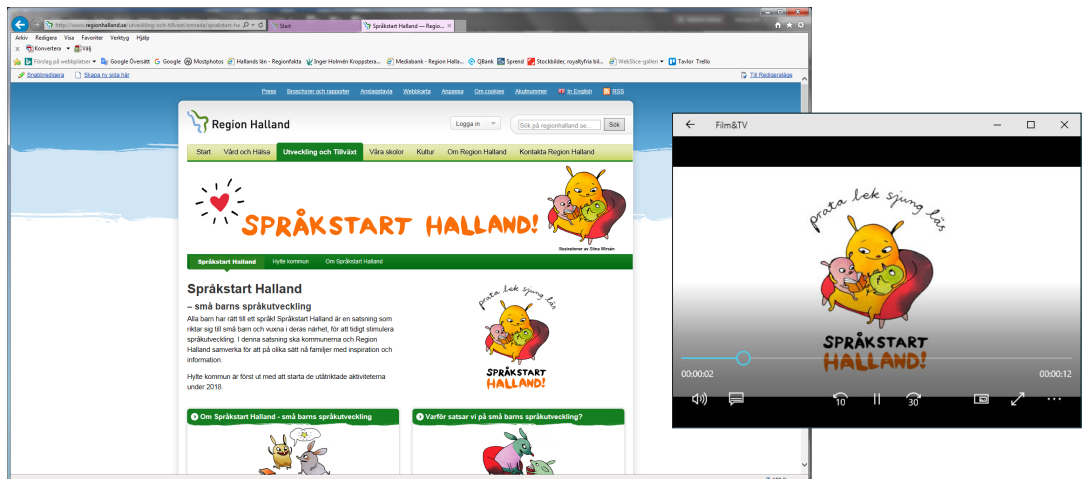 http://www.regionhalland.se/utveckling-och-tillvaxt/omrade/sprakstart-ha
Start
Språkstart Halland — Regio...
Arkiv Redigera Visa Favoriter Verktyg Hjälp
Konvertera Välj
Förslag på webbplatser Google Översätt Google Mostphotos Hallands län - Regionfakta Inger Holmén Kroppstera... Mediabank - Region Halla... QBank Sprend Stockbilder, royaltyfria bil... WebSlice-galleri Tavlor Trello
Snabbredigera Skapa ny sida här Till Redigeraläge
Press Broschyrer och rapporter Anslagstavla Webbkarta Anpassa Om cookies Akutnummer In English RSS
Region Halland
Logga in
Sök på regionhalland.se...
Sök
Start Vård och Hälsa Utveckling och Tillväxt Våra skolor Kultur Om Region Halland Kontakta Region Halland
SPRÅKSTART HALLAND!
Illustrationer av Stina Wirsén
Språkstart Halland Hylte kommun Om Språkstart Halland
Språkstart Halland
– små barns språkutveckling
Alla barn har rätt till ett språk! Språkstart Halland är en satsning som
riktar sig till små barn och vuxna i deras närhet, för att tidigt stimulera
språkutveckling. I denna satsning ska kommunerna och Region
Halland samverka för att på olika sätt nå familjer med inspiration och
information.
Hylte kommun är först ut med att starta de utåtriktade aktiviteterna
under 2018.
prata lek sjung läs
SPRÅKSTART
HALLAND!
Om Språkstart Halland - små barns språkutveckling
Varför satsar vi på små barns språkutveckling?
Film&TV
prata lek sjung läs
SPRÅKSTART
HALLAND!
00:00:02
00:00:12
10
30